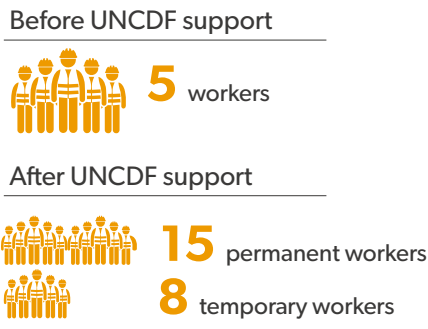 Before UNCDF support
5 workers
After UNCDF support
15 permanent workers
8 temporary workers